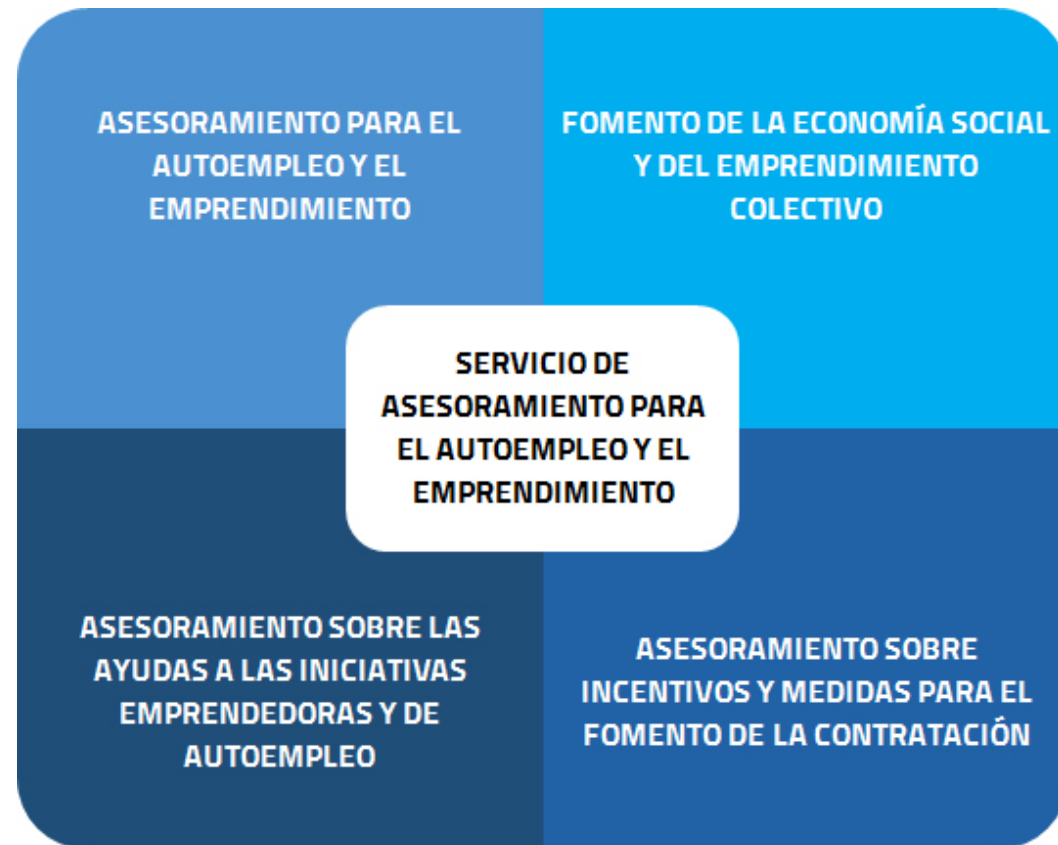 ASESORAMIENTO PARA EL
AUTOEMPLEO Y EL
EMPRENDIMIENTO
FOMENTO DE LA ECONOMÍA SOCIAL
Y DEL EMPRENDIMIENTO
COLECTIVO
SERVICIO DE
ASESORAMIENTO PARA
EL AUTOEMPLEO Y EL
EMPRENDIMIENTO
ASESORAMIENTO SOBRE LAS
AYUDAS A LAS INICIATIVAS
EMPRENDEDORAS Y DE
AUTOEMPLEO
ASESORAMIENTO SOBRE
INCENTIVOS Y MEDIDAS PARA EL
FOMENTO DE LA CONTRATACIÓN